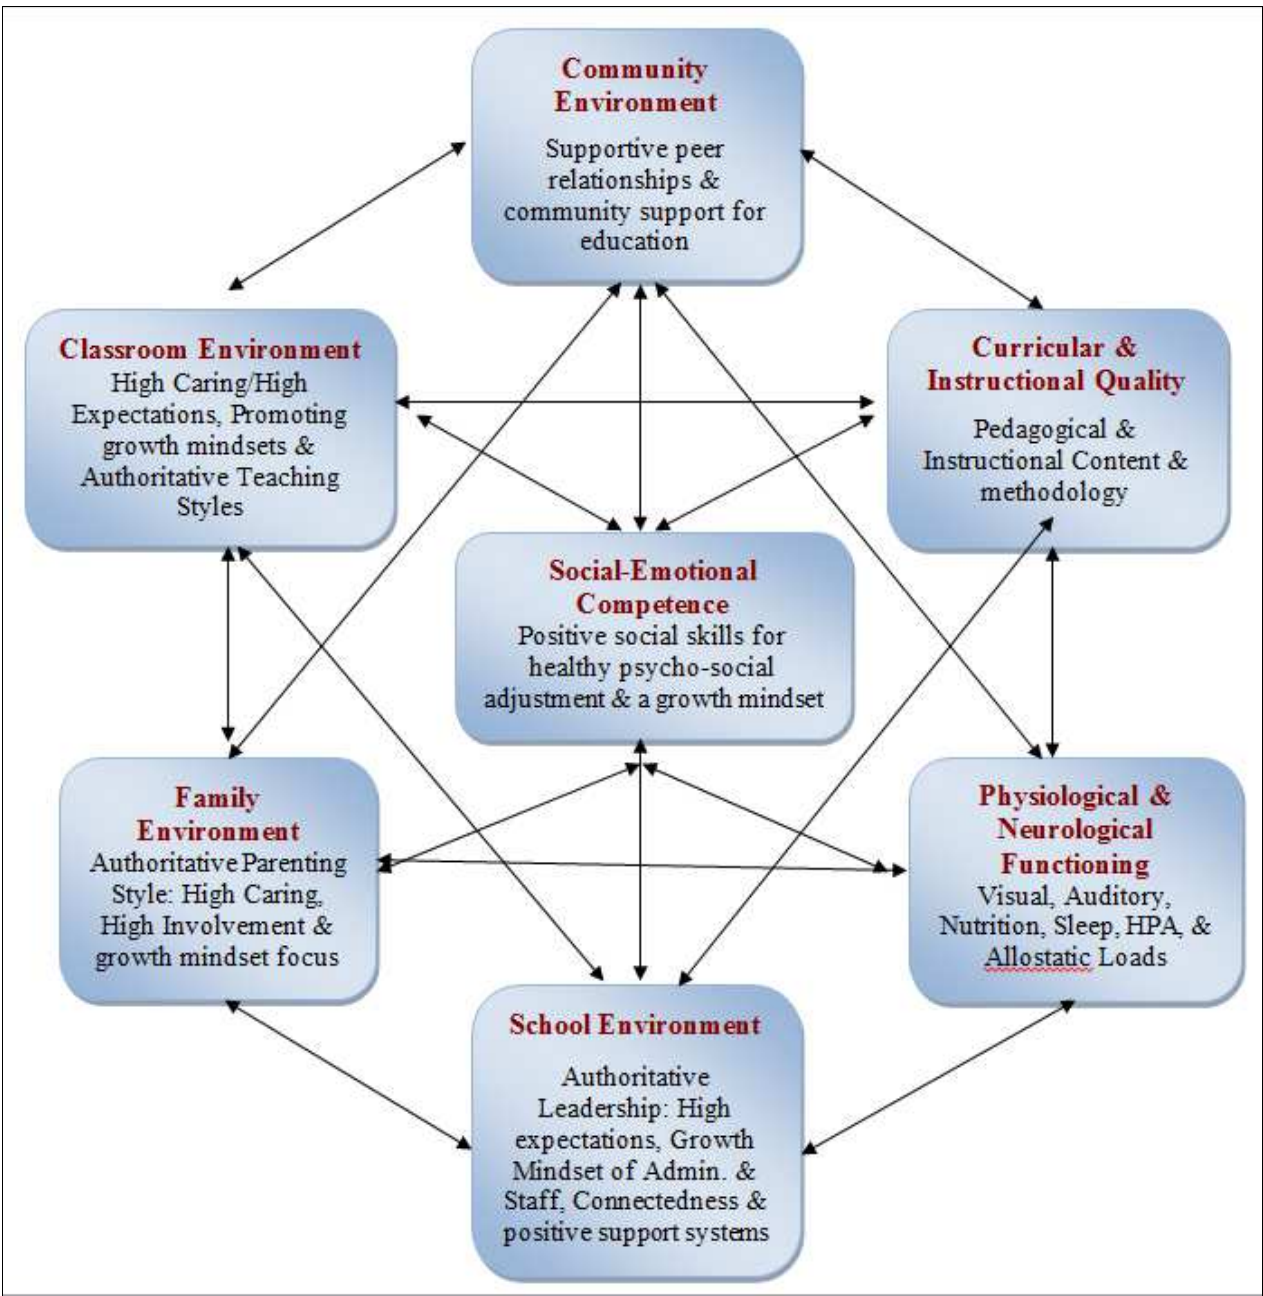 Community
Environment
Supportive peer
relationships &
community support for
education
Classroom Environment
High Caring/High
Expectations, Promoting
growth mindsets &
Authoritative Teaching
Styles
Curricular &
Instructional Quality
Pedagogical &
Instructional Content &
methodology
Social-Emotional
Competence
Positive social skills for
healthy psycho-social
adjustment & a growth mindset
Family
Environment
Authoritative Parenting
Style: High Caring,
High Involvement &
growth mindset focus
Physiological &
Neurological
Functioning
Visual, Auditory,
Nutrition, Sleep, HPA, &
Allostatic Loads
School Environment
Authoritative
Leadership: High
expectations, Growth
Mindset of Admin. &
Staff, Connectedness &
positive support systems